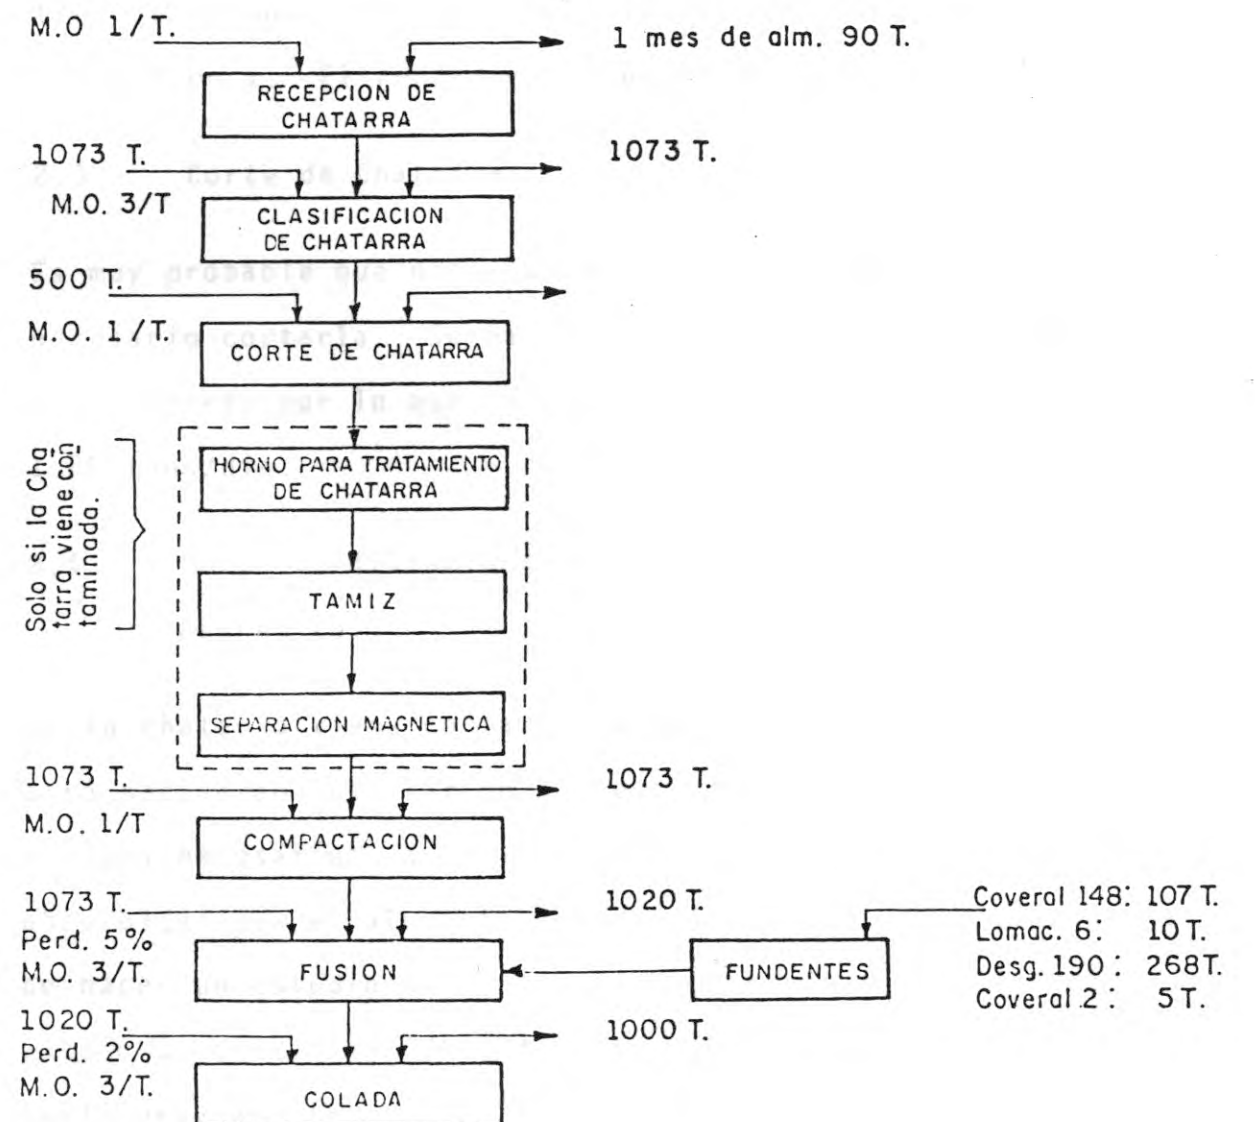 M.O 1/T.
1 mes de alm. 90 T.
RECEPCION DE
CHATARRA
1073 T.
1073 T.
M.O. 3/T
CLASIFICACION
DE CHATARRA
500 T.
M.O. 1/T.
CORTE DE CHATARRA
Solo si la Cha
tarra viene con
taminada.
HORNO PARA TRATAMIENTO
DE CHATARRA
TAMIZ
SEPARACION MAGNETICA
1073 T.
1073 T.
M.O. 1/T
COMPACTACION
1073 T.
1020 T.
Perd. 5%
M.O. 3/T.
FUSION
FUNDENTES
Coveral 148: 107 T.
Lomac. 6: 10 T.
Desg. 190: 268T.
Coveral.2: 5 T.
1020 T.
1000 T.
Perd. 2%
M.O. 3/T.
COLADA